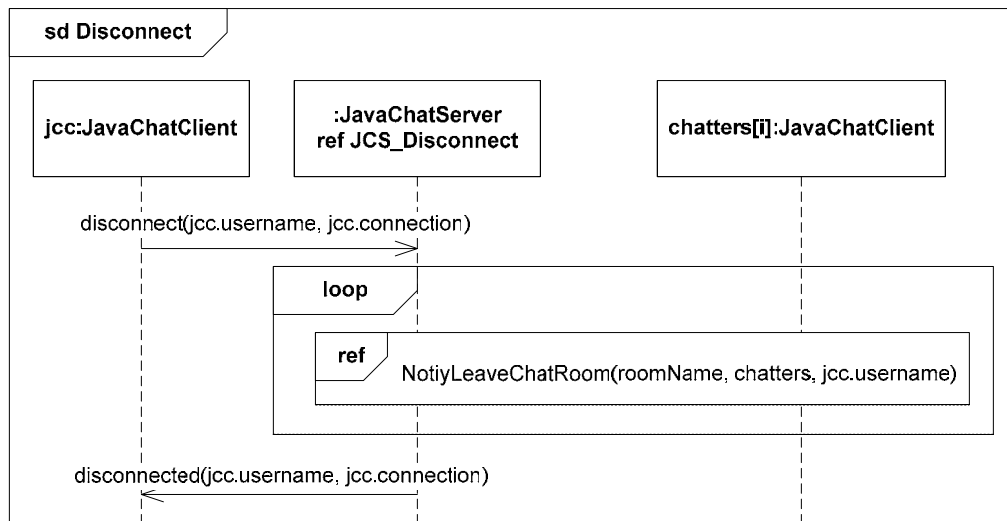 sd Disconnect
jcc:JavaChatClient
:JavaChatServer
ref JCS_Disconnect
chatters[i]:JavaChatClient
disconnect(jcc.username, jcc.connection)
loop
ref
NotiyLeaveChatRoom(roomName, chatters, jcc.username)
disconnected(jcc.username, jcc.connection)